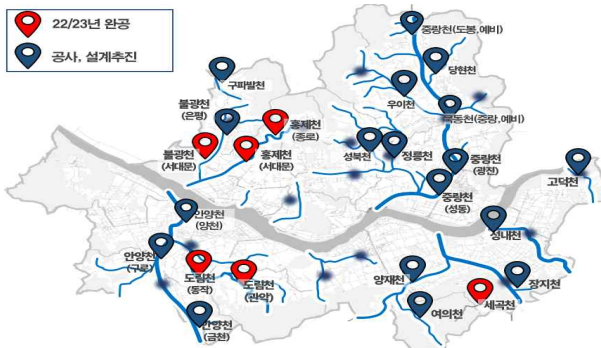 22/23년 완공
공사, 설계추진
중랑천(도봉,예비)
당현천
구파발천
우이천
불광천
(은평)
홍제천
(종로)
묵동천(중랑,예비)
불광천
(서대문)
홍제천
(서대문)
성북천
정릉천
중랑천
(광진)
고덕천
중랑천
(성동)
안양천
(양천)
성내천
안양천
(구로)
도림천
(동작)
도림천
(관악)
양재천
장지천
세곡천
여의천
안양천
(금천)